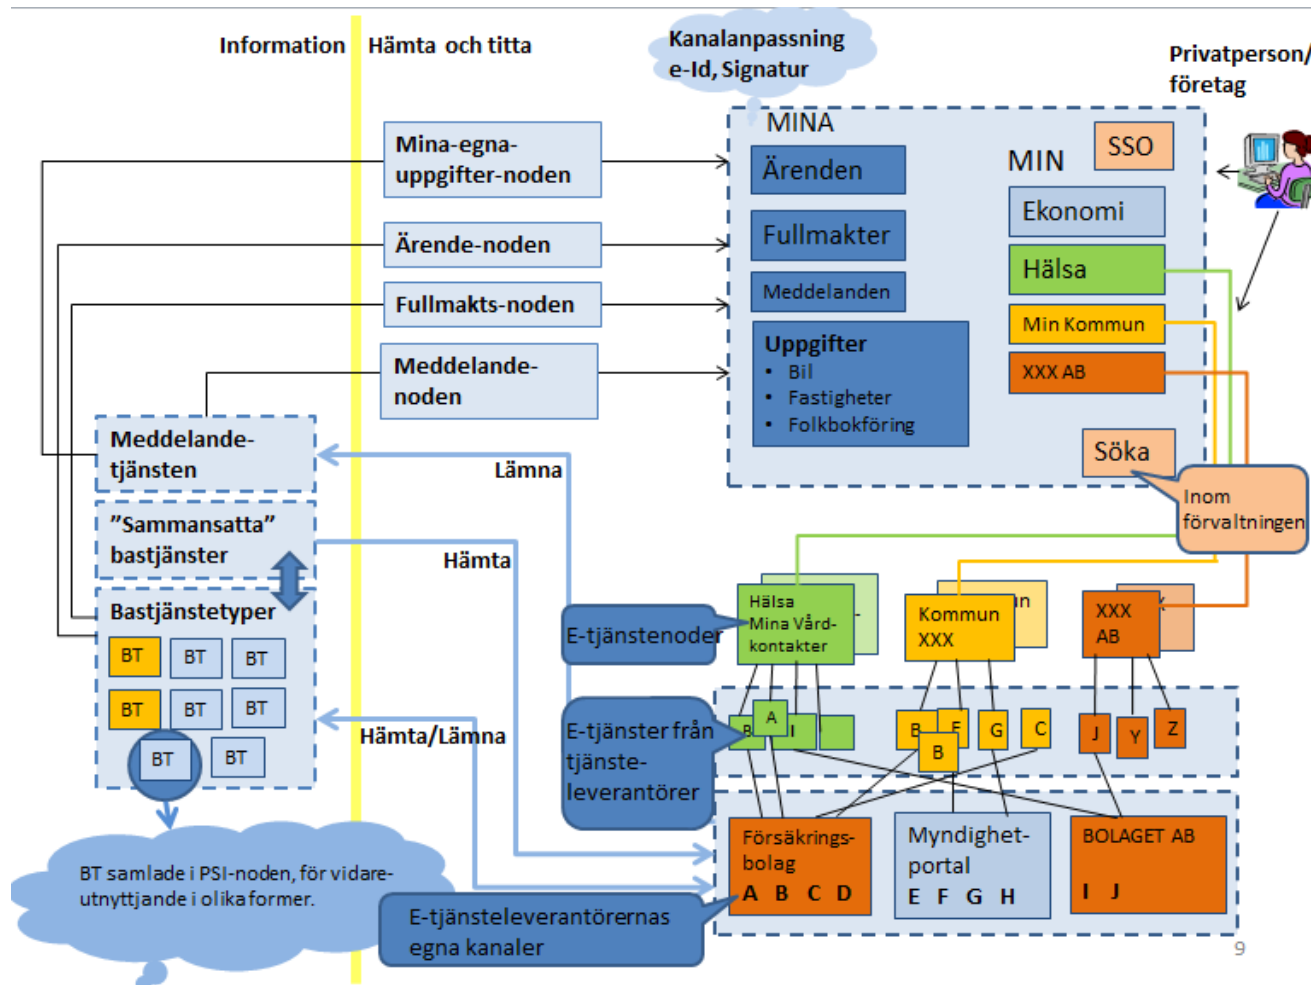 Information
Hämta och titta
Kanalanpassning
e-Id, Signatur
Privatperson/
företag
Mina-egna-
uppgifter-noden
Ärende-noden
Fullmakts-noden
Meddelande-
noden
MINA
Ärenden
Fullmakter
Meddelanden
Uppgifter
• Bil
• Fastigheter
• Folkbokföring
SSO
MIN
Ekonomi
Hälsa
Min Kommun
XXX AB
Söka
Inom
förvaltningen
Meddelande-
tjänsten
"Sammansatta"
bastjänster
Bastjänstetyper
BT
BT
BT
BT
BT
BT
BT
BT
Lämna
Hämta
Hämta/Lämna
BT samlade i PSI-noden, för vidare-
utnyttjande i olika former.
E-tjänstenoder
Hälsa
Mina Vård-
kontakter
Kommun
XXX
un
XXX
AB
E-tjänster från
tjänste-
leverantörer
B
A
I
B
F
B
G
C
J
Y
Z
Försäkrings-
bolag
A B C D
Myndighet-
portal
E F G H
BOLAGET AB
I J
E-tjänsteleverantörernas
egna kanaler
9